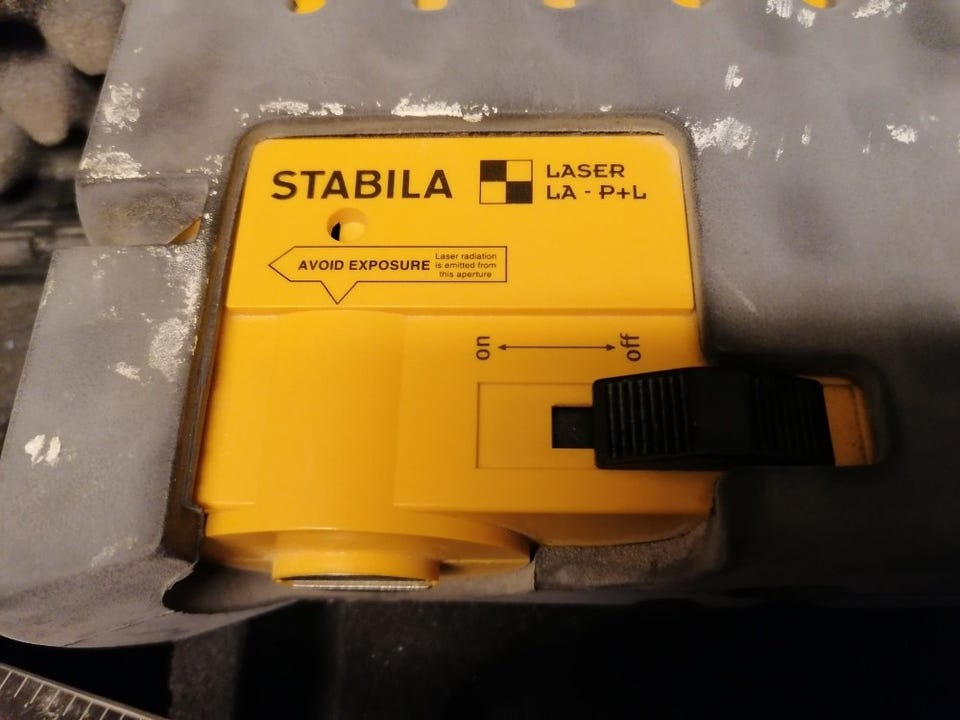 STABILA
LASER
LA - P+L
AVOID EXPOSURE
Laser radiation
is emitted from
this aperture
on
off